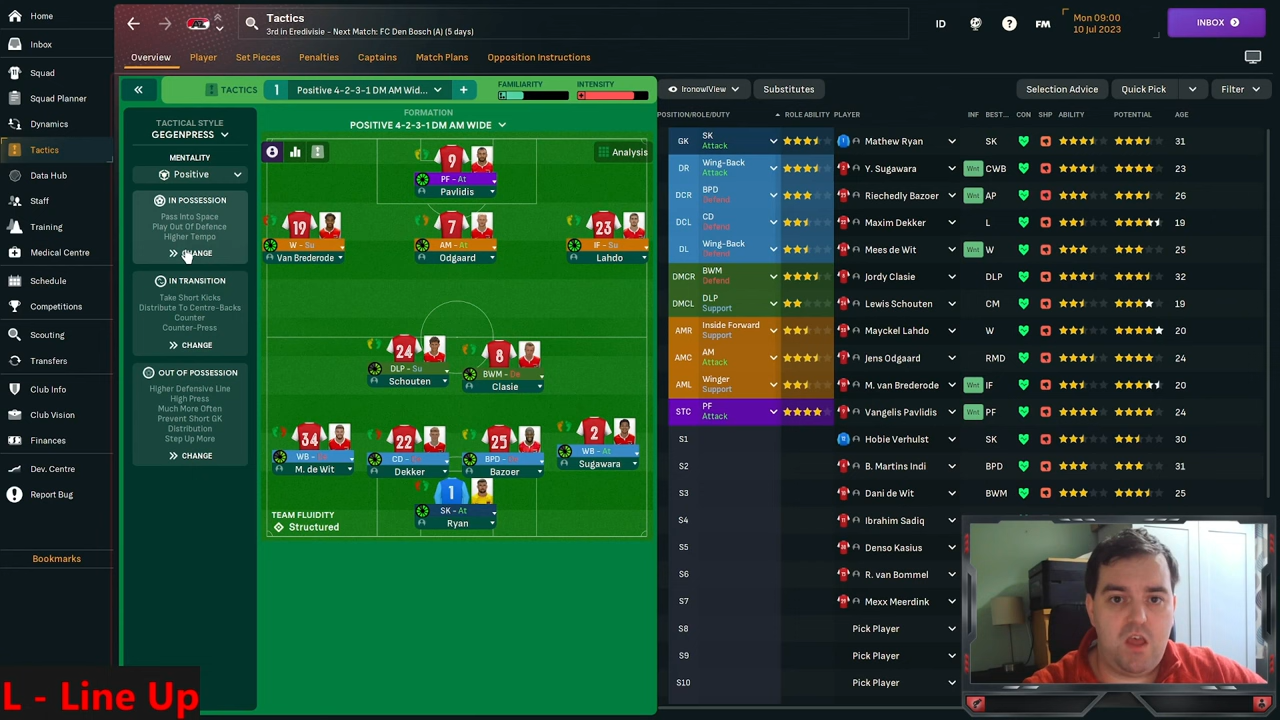 Home
Inbox
Squad
Squad Planner
Dynamics
Tactics
Data Hub
Staff
Training
Medical Centre
Schedule
Competitions
Scouting
Transfers
Club Info
Club Vision
Finances
Dev. Centre
Report Bug
Bookmarks
Tactics
3rd in Eredivisie - Next Match: FC Den Bosch (A) (5 days)
ID
FM
Mon 09:00
10 Jul 2023
INBOX
Overview Player Set Pieces Penalties Captains Match Plans Opposition Instructions
TACTICS 1 Positive 4-2-3-1 DM AM Wid... +
FAMILIARITY
INTENSITY
TACTICAL STYLE
GEGENPRESS
MENTALITY
Positive
IN POSSESSION
Pass Into Space
Play Out Of Defence
Higher Tempo
CHANGE
IN TRANSITION
Take Short Kicks
Distribute To Centre-Backs
Counter
Counter-Press
CHANGE
OUT OF POSSESSION
Higher Defensive Line
High Press
Much More Often
Prevent Short GK
Distribution
Step Up More
CHANGE
FORMATION
POSITIVE 4-2-3-1 DM AM WIDE
Analysis
9
PF - At
Pavlidis
19
W - Su
Van Brederode
7
AM - At
Odgaard
23
IF - Su
Lahdo
24
DLP - Su
Schouten
8
BWM - De
Clasie
34
WB - De
M. de Wit
22
CD - De
Dekker
25
BPD - De
Bazoer
2
WB - At
Sugawara
1
SK - At
Ryan
TEAM FLUIDITY
Structured
IronowIView Substitutes Selection Advice Quick Pick Filter
POSITION/ROLE/DUTY ROLE ABILITY PLAYER INF BEST... CON SHP ABILITY POTENTIAL AGE
GK SK Attack Mathew Ryan SK 31
DR Wing-Back Attack Y. Sugawara Wnt CWB 23
DCR BPD Defend Riechedly Bazoer Wnt AP 26
DCL CD Defend Maxim Dekker L 19
DL Wing-Back Defend Mees de Wit Wnt W 25
DMCR BWM Defend Jordy Clasie DLP 32
DMCL DLP Support Lewis Schouten CM 19
AMR Inside Forward Support Mayckel Lahdo W 20
AMC AM Attack Jens Odgaard RMD 24
AML Winger Support M. van Brederode Wnt IF 20
STC PF Attack Vangelis Pavlidis Wnt PF 24
S1 Hobie Verhulst SK 30
S2 B. Martins Indi BPD 31
S3 Dani de Wit BWM 25
S4 Ibrahim Sadiq
S5 Denso Kasius
S6 R. van Bommel
S7 Mexx Meerdink
S8 Pick Player
S9 Pick Player
S10 Pick Player
L - Line Up